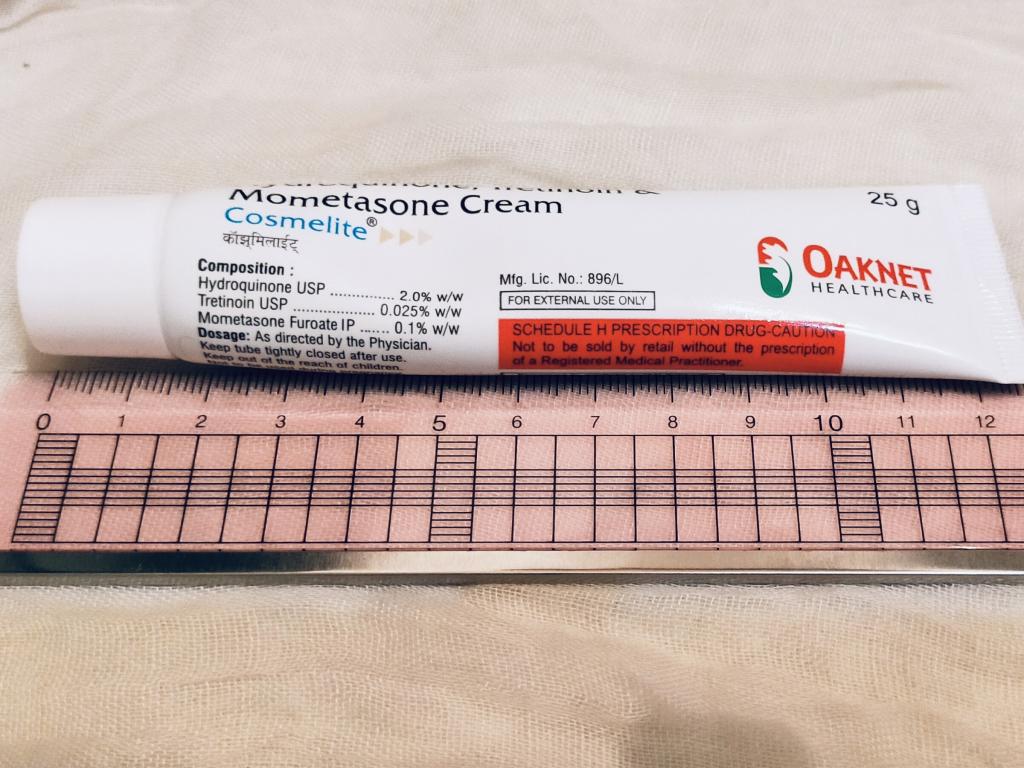 Hydroquinone, Tretinoin &
Mometasone Cream
Cosmelite®
कॉझ्मिलाईट्
Composition :
Hydroquinone USP .............. 2.0% w/w
Tretinoin USP .................. 0.025% w/w
Mometasone Furoate IP ...... 0.1% w/w
Dosage: As directed by the Physician.
Keep tube tightly closed after use.
Keep out of the reach of children.
25 g
Mfg. Lic. No.: 896/L
FOR EXTERNAL USE ONLY
SCHEDULE H PRESCRIPTION DRUG-CAUTION
Not to be sold by retail without the prescription
of a Registered Medical Practitioner.
OAKNET
HEALTHCARE
0 1 2 3 4 5 6 7 8 9 10 11 12